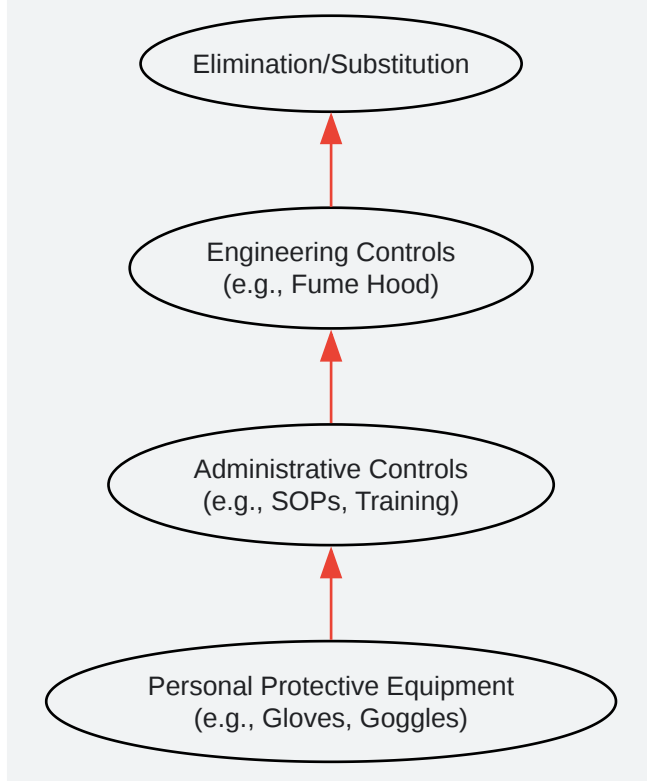 Elimination/Substitution
Engineering Controls
(e.g., Fume Hood)
Administrative Controls
(e.g., SOPs, Training)
Personal Protective Equipment
(e.g., Gloves, Goggles)